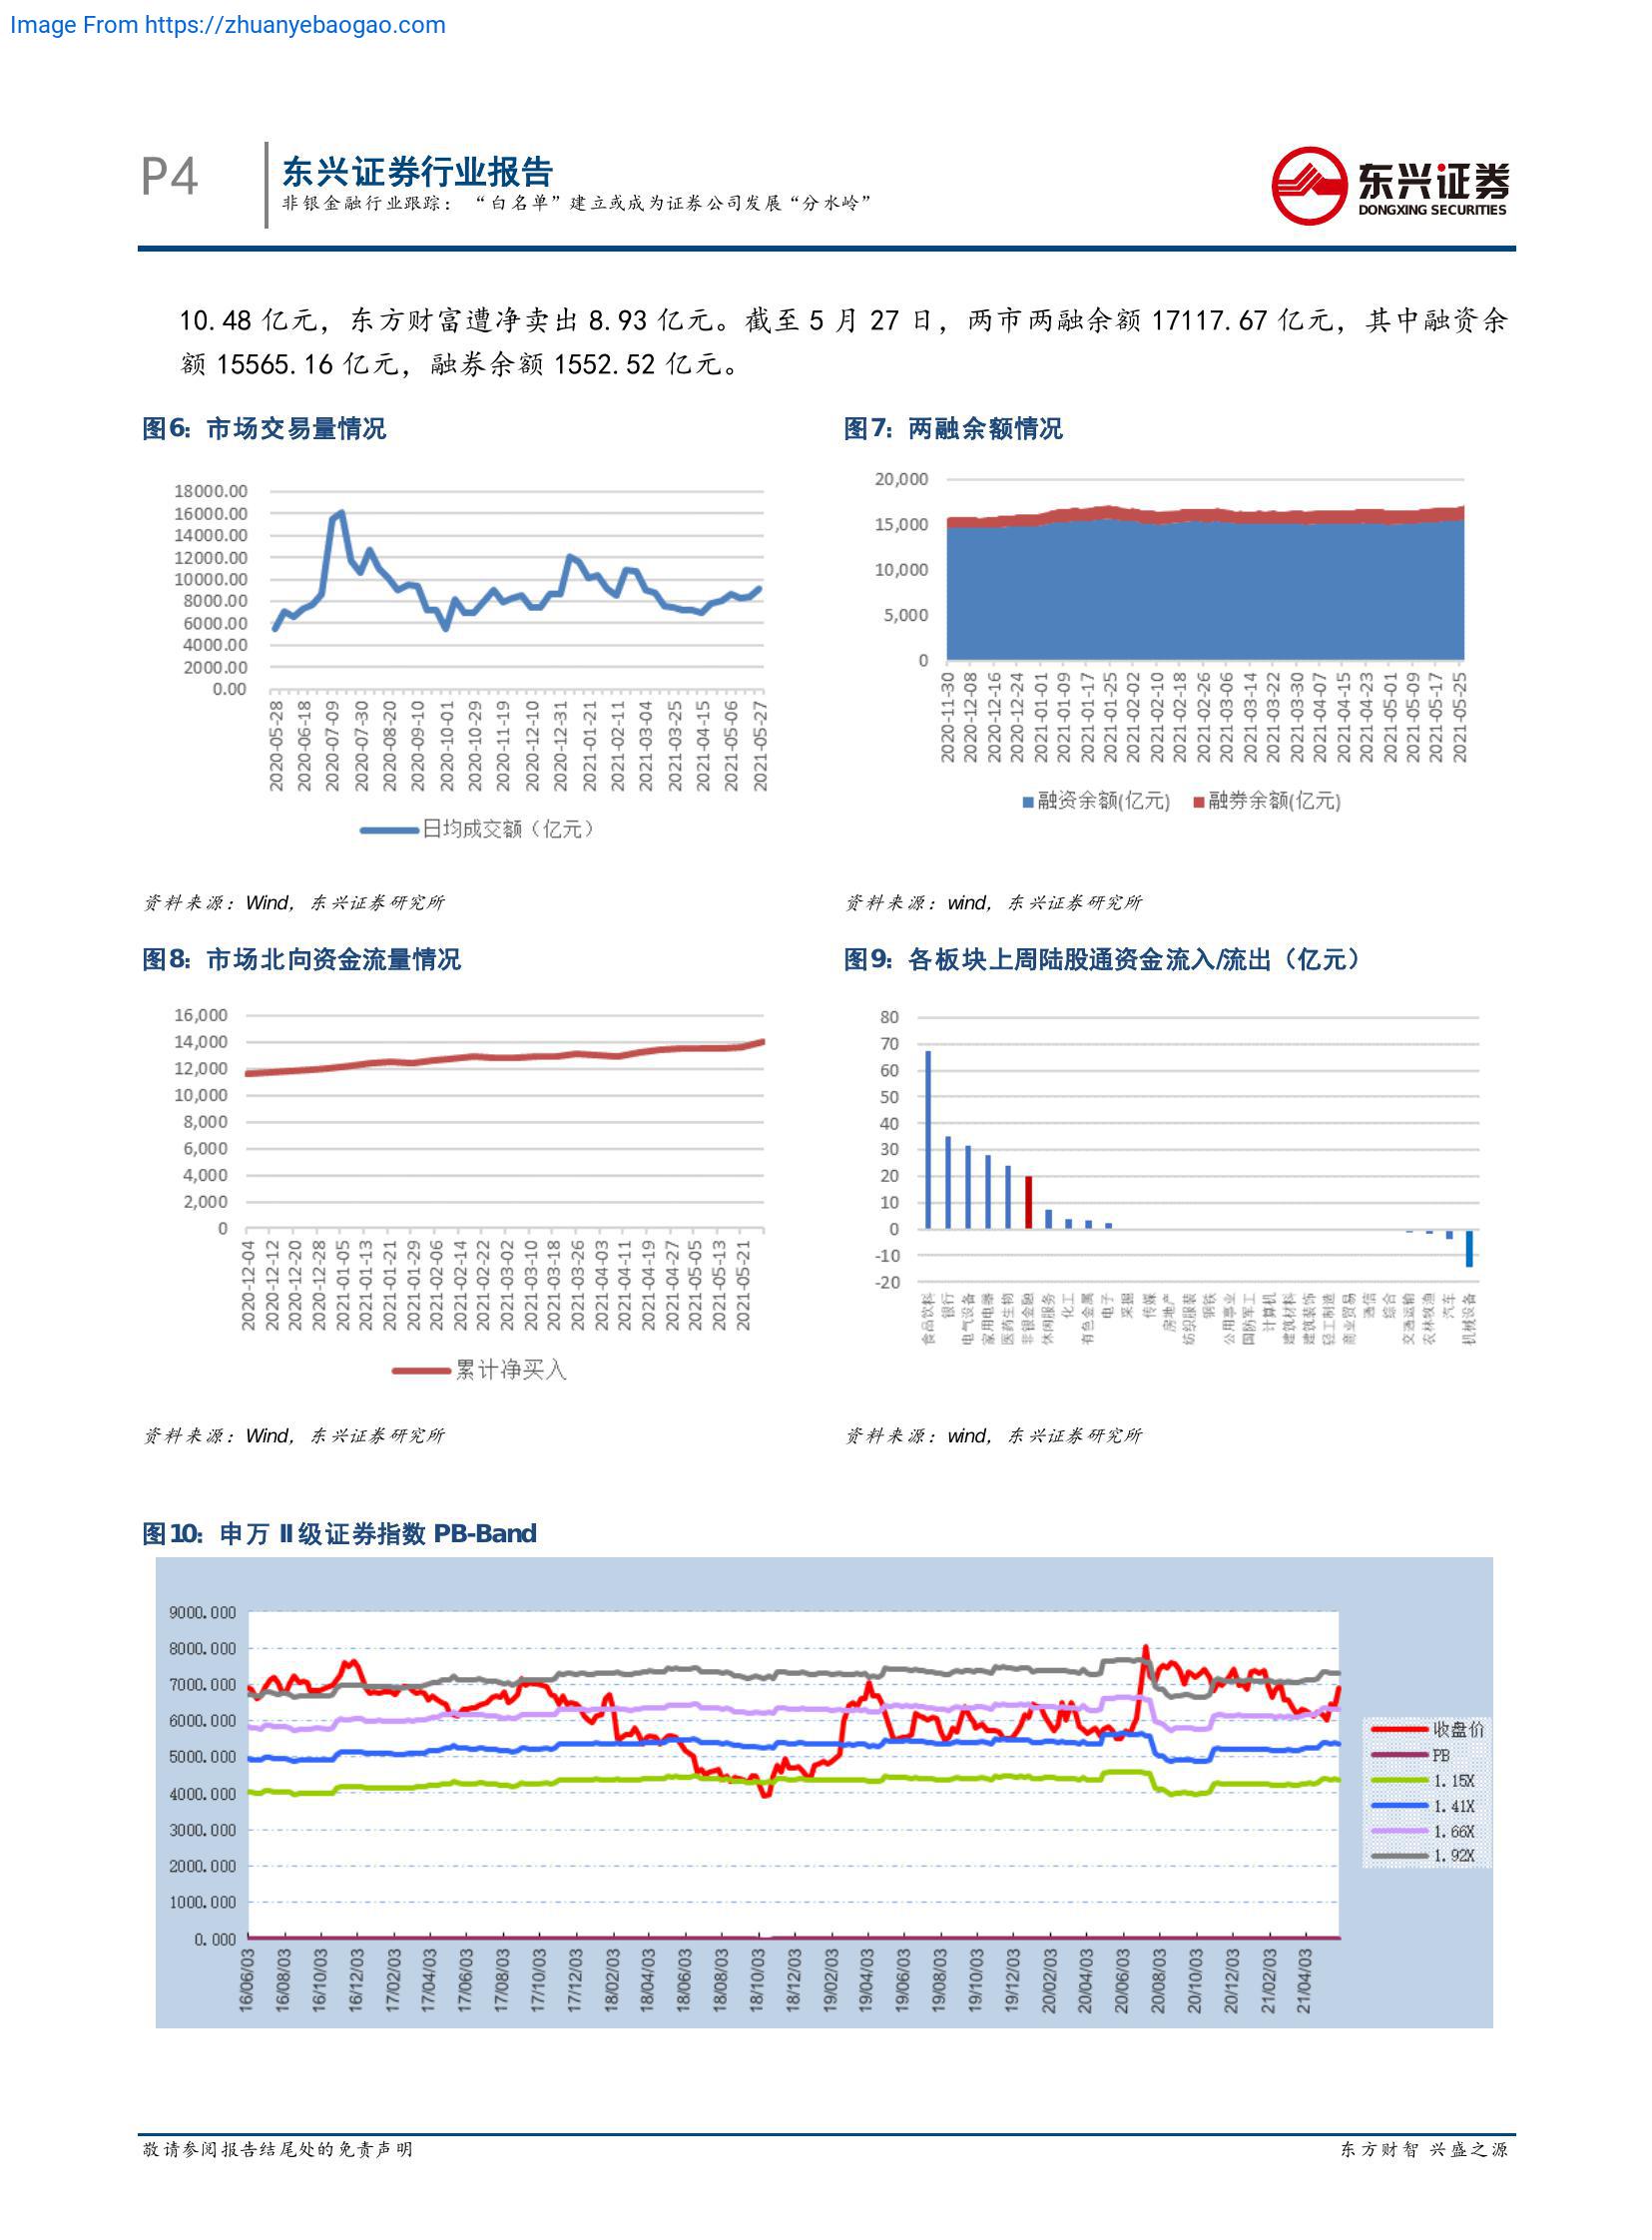 Image From https://zhuanyebaogao.com
P4
东兴证券行业报告
非银金融行业跟踪：“白名单”建立或成为证券公司发展“分水岭”
东兴证券
DONGXING SECURITIES
10.48 亿元，东方财富遭净卖出 8.93 亿元。截至 5 月 27 日，两市两融余额 17117.67 亿元，其中融资余
额 15565.16 亿元，融券余额 1552.52 亿元。
图6: 市场交易量情况
18000.00
16000.00
14000.00
12000.00
10000.00
8000.00
6000.00
4000.00
2000.00
0.00
2020-05-28
2020-06-18
2020-07-09
2020-07-30
2020-08-20
2020-09-10
2020-10-01
2020-10-29
2020-11-19
2020-12-10
2020-12-31
2021-01-21
2021-02-11
2021-03-04
2021-03-25
2021-04-15
2021-05-06
2021-05-27
日均成交额（亿元）
资料来源：Wind，东兴证券研究所
图7: 两融余额情况
20,000
15,000
10,000
5,000
0
2020-11-30
2020-12-08
2020-12-16
2020-12-24
2021-01-01
2021-01-09
2021-01-17
2021-01-25
2021-02-02
2021-02-10
2021-02-18
2021-02-26
2021-03-06
2021-03-14
2021-03-22
2021-03-30
2021-04-07
2021-04-15
2021-04-23
2021-05-01
2021-05-09
2021-05-17
2021-05-25
融资余额(亿元) 融券余额(亿元)
资料来源：wind，东兴证券研究所
图8: 市场北向资金流量情况
16,000
14,000
12,000
10,000
8,000
6,000
4,000
2,000
0
2020-12-04
2020-12-12
2020-12-20
2020-12-28
2021-01-05
2021-01-13
2021-01-21
2021-01-29
2021-02-06
2021-02-14
2021-02-22
2021-03-02
2021-03-10
2021-03-18
2021-03-26
2021-04-03
2021-04-11
2021-04-19
2021-04-27
2021-05-05
2021-05-13
2021-05-21
累计净买入
资料来源：Wind，东兴证券研究所
图9: 各板块上周陆股通资金流入/流出（亿元）
80
70
60
50
40
30
20
10
0
-10
-20
食品饮料
银行
电气设备
家用电器
医药生物
非银金融
休闲服务
化工
有色金属
电子
采掘
传媒
房地产
纺织服装
钢铁
公用事业
国防军工
计算机
建筑材料
建筑装饰
轻工制造
商业贸易
通信
综合
交通运输
农林牧渔
汽车
机械设备
资料来源：wind，东兴证券研究所
图10: 申万 II 级证券指数 PB-Band
9000.000
8000.000
7000.000
6000.000
5000.000
4000.000
3000.000
2000.000
1000.000
0.000
16/06/03
16/08/03
16/10/03
16/12/03
17/02/03
17/04/03
17/06/03
17/08/03
17/10/03
17/12/03
18/02/03
18/04/03
18/06/03
18/08/03
18/10/03
18/12/03
19/02/03
19/04/03
19/06/03
19/08/03
19/10/03
19/12/03
20/02/03
20/04/03
20/06/03
20/08/03
20/10/03
20/12/03
21/02/03
21/04/03
收盘价
PB
1.15X
1.41X
1.66X
1.92X
敬请参阅报告结尾处的免责声明
东方财智 兴盛之源